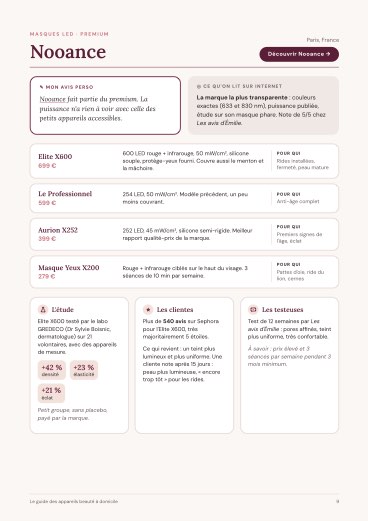 MASQUES LED · PREMIUM
Nooance
Paris, France
Découvrir Nooance →
MON AVIS PERSO
Nooance fait partie du premium. La
puissance n'a rien à voir avec celle des
petits appareils accessibles.
CE QU'ON LIT SUR INTERNET
La marque la plus transparente : couleurs
exactes (633 et 830 nm), puissance publiée,
étude sur son masque phare. Note de 5/5 chez
Les avis d'Émilie.
Elite X600
699 €
600 LED rouge + infrarouge, 50 mW/cm², silicone
souple, protège-yeux fourni. Couvre aussi le menton et
la mâchoire.
POUR QUI
Rides installées,
fermeté, peau mature
Le Professionnel
599 €
254 LED, 50 mW/cm². Modèle précédent, un peu
moins couvrant.
POUR QUI
Anti-âge complet
Aurion X252
399 €
252 LED, 45 mW/cm², silicone semi-rigide. Meilleur
rapport qualité-prix de la marque.
POUR QUI
Premiers signes de
l'âge, éclat
Masque Yeux X200
279 €
Rouge + infrarouge ciblés sur le haut du visage. 3
séances de 10 min par semaine.
POUR QUI
Pattes d'oie, ride du
lion, cernes
L'étude
Elite X600 testé par le labo
GREDECO (Dr Sylvie Boisnic,
dermatologue) sur 21
volontaires, avec des appareils
de mesure.
+42 %
densité
+23 %
élasticité
+21 %
éclat
Petit groupe, sans placebo,
payé par la marque.
Les clientes
Plus de 540 avis sur Sephora
pour l'Elite X600, très
majoritairement 5 étoiles.
Ce qui revient : un teint plus
lumineux et plus uniforme. Une
cliente note après 15 jours :
peau plus lumineuse, « encore
trop tôt » pour les rides.
Les testeuses
Test de 12 semaines par Les
avis d'Émilie : pores affinés, teint
plus uniforme, très confortable.
À savoir : prix élevé et 3
séances par semaine pendant 3
mois minimum.
Le guide des appareils beauté à domicile